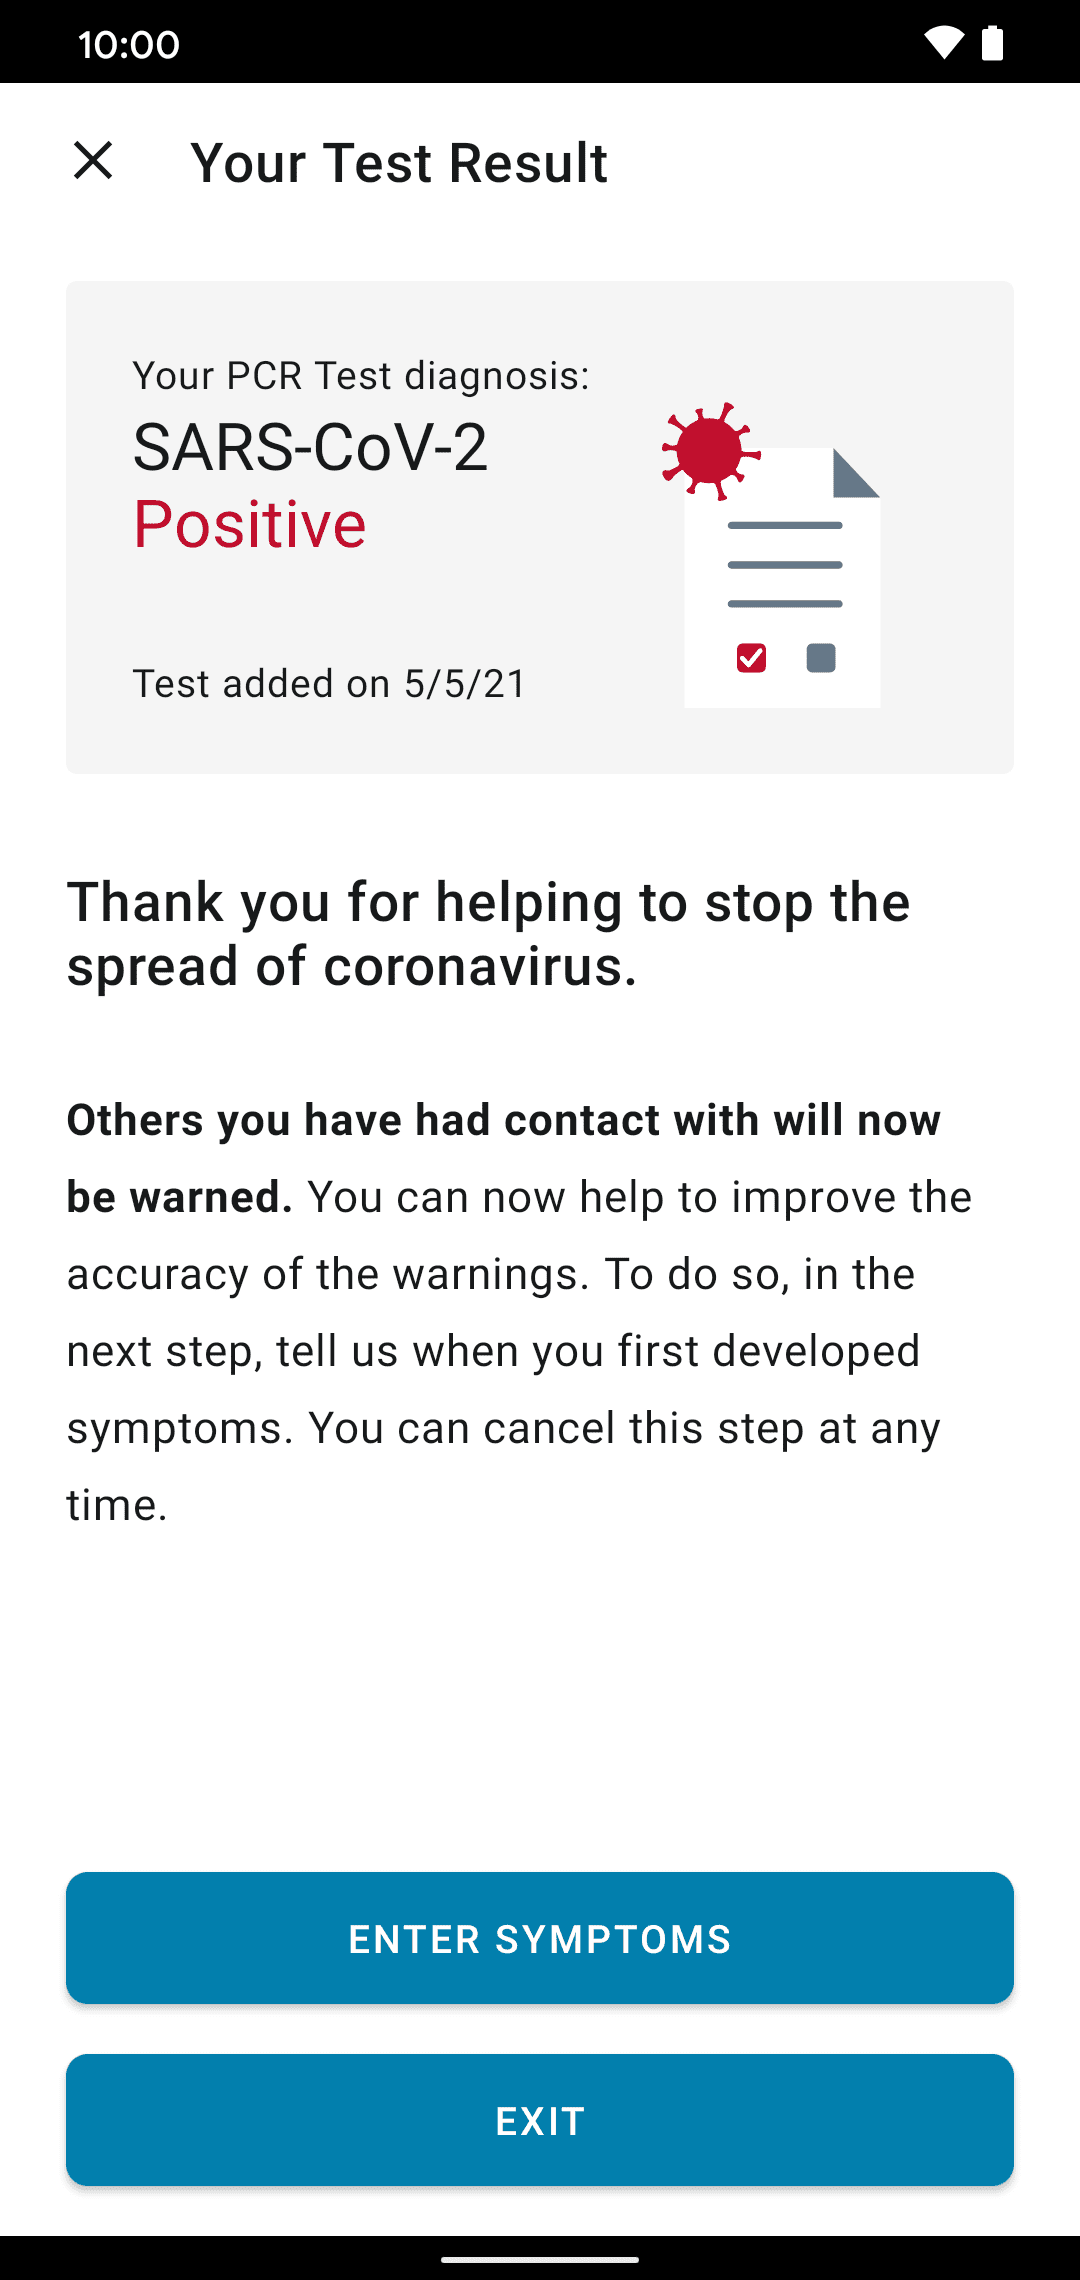 10:00
Your Test Result
Your PCR Test diagnosis:
SARS-CoV-2
Positive
Test added on 5/5/21
Thank you for helping to stop the
spread of coronavirus.
Others you have had contact with will now
be warned. You can now help to improve the
accuracy of the warnings. To do so, in the
next step, tell us when you first developed
symptoms. You can cancel this step at any
time.
ENTER SYMPTOMS
EXIT